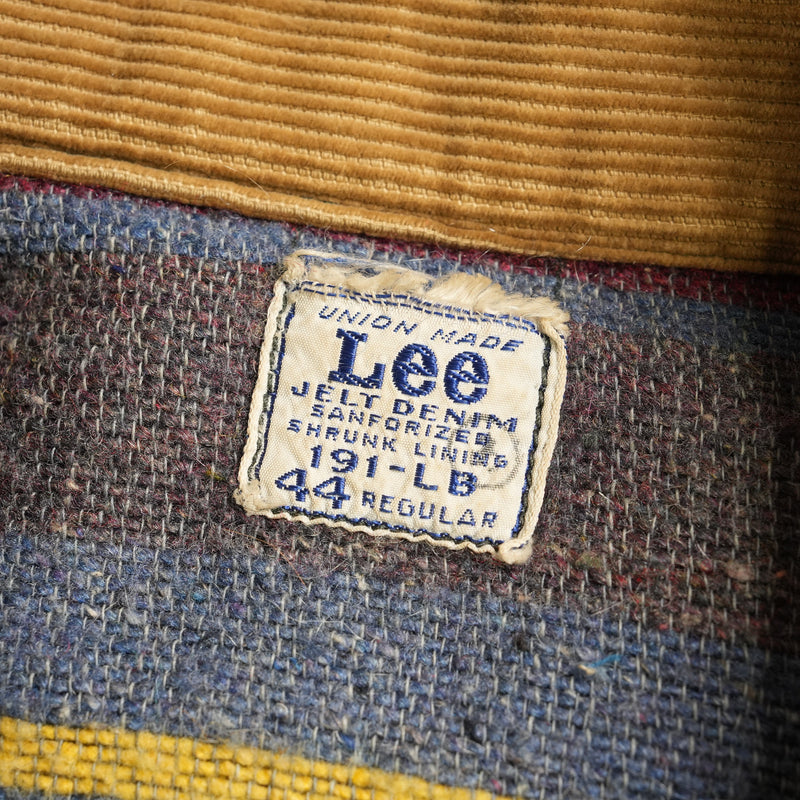 UNION MADE
Lee
JELT DENIM
SANFORIZED
SHRUNK LINING
191-LB
44 REGULAR